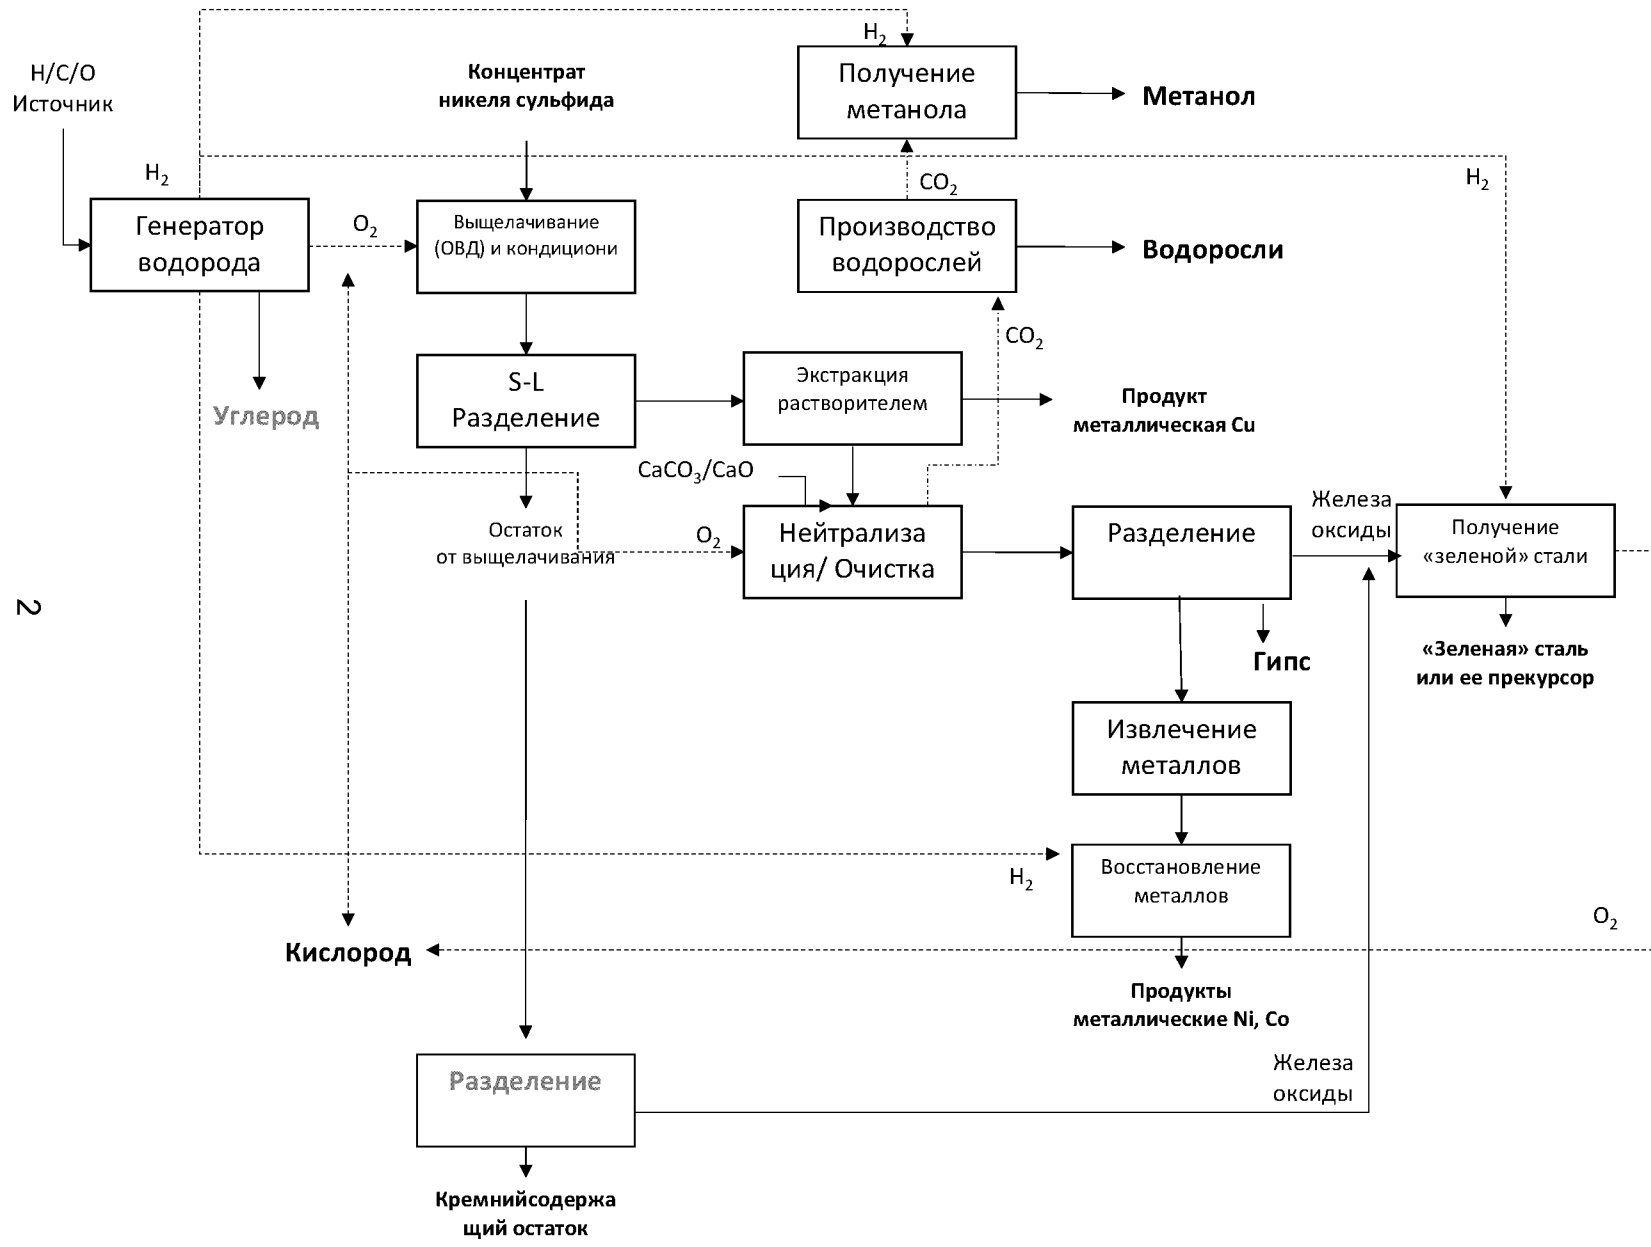 H₂
H/C/O
Источник
Концентрат
никеля сульфида
Получение
метанола
Метанол
H₂
CO₂
H₂
Генератор
водорода
O₂
Выщелачивание
(ОВД) и кондициони
Производство
водорослей
Водоросли
CO₂
Углерод
S-L
Разделение
Экстракция
растворителем
Продукт
металлическая Cu
CaCO₃/CaO
Остаток
от выщелачивания
O₂
Нейтрализа
ция/ Очистка
Разделение
Железа
оксиды
Получение
«зеленой» стали
2
Гипс
«Зеленая» сталь
или ее прекурсор
Извлечение
металлов
H₂
Восстановление
металлов
O₂
Кислород
Продукты
металлические Ni, Co
Разделение
Железа
оксиды
Кремнийсодержа
щий остаток